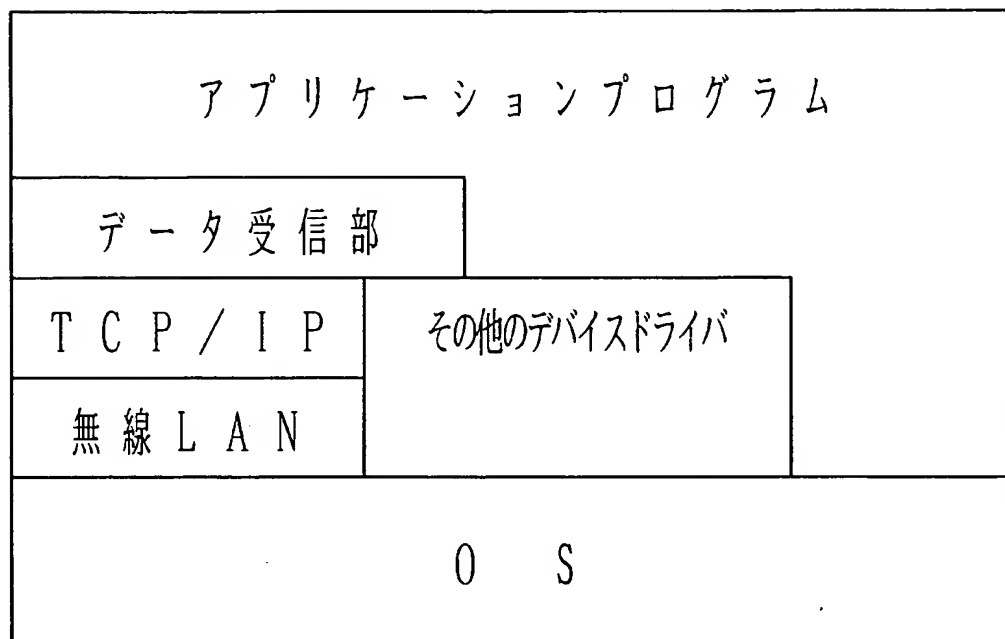 アプリケーションプログラム
データ受信部
TCP/IP
その他のデバイスドライバ
無線LAN
OS